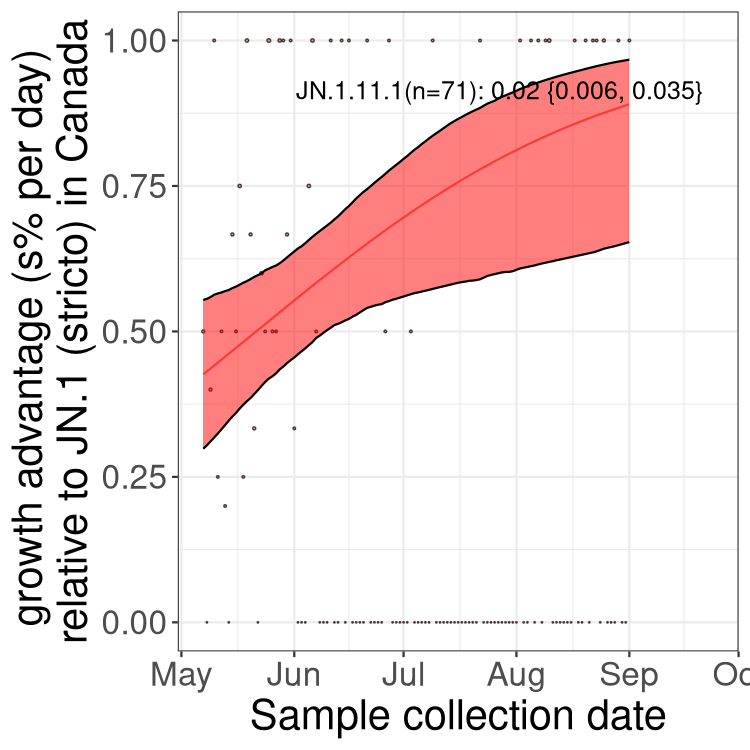 growth advantage (s% per day)
relative to JN.1 (stricto) in Canada
1.00
0.75
0.50
0.25
0.00
JN.1.11.1(n=71): 0.02 {0.006, 0.035}
May Jun Jul Aug Sep Oc
Sample collection date